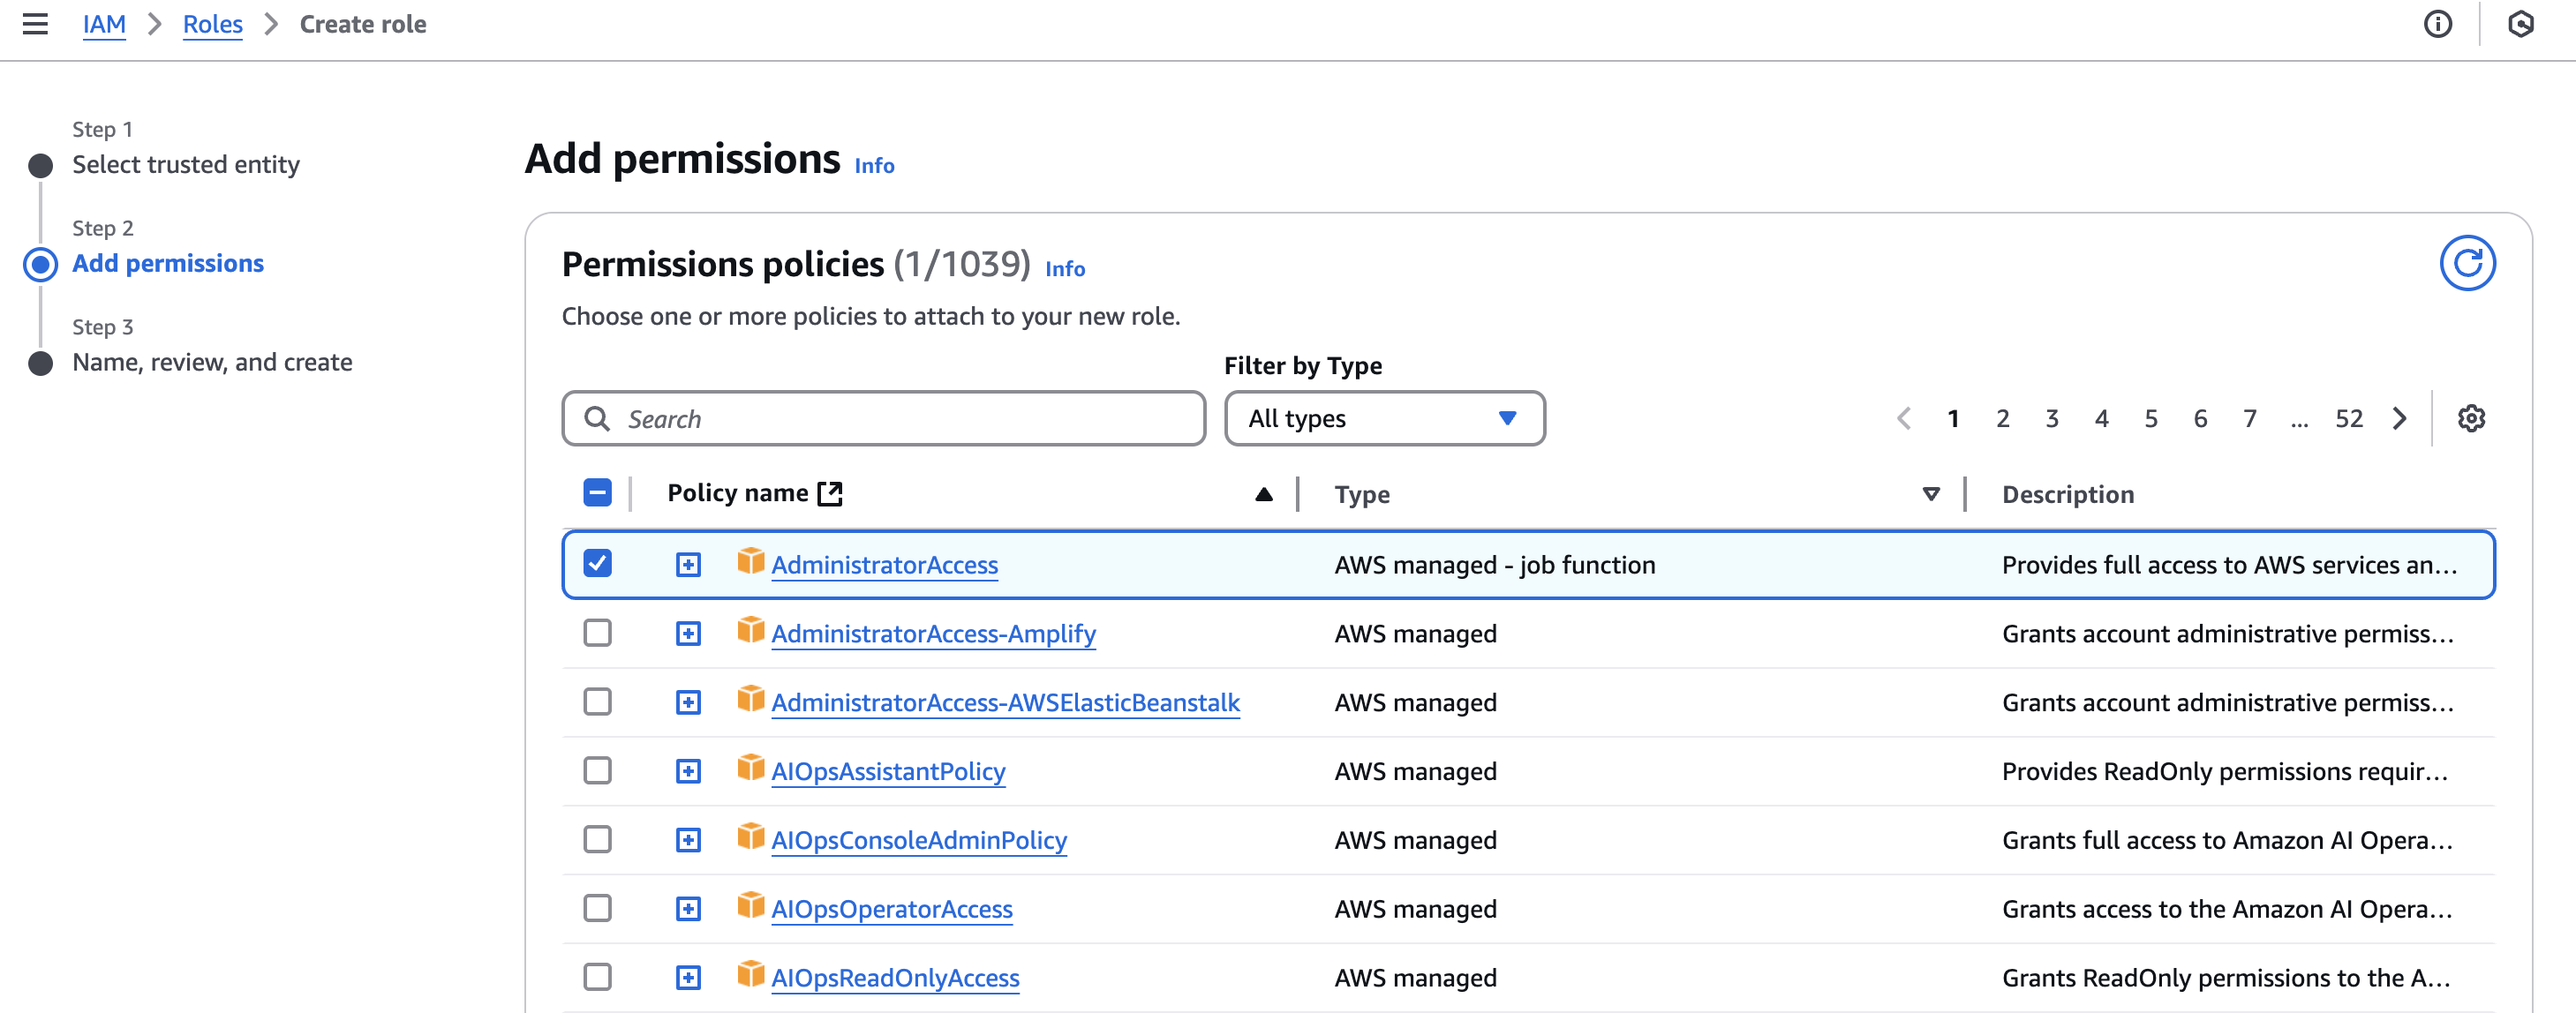 IAM > Roles > Create role
Step 1
Select trusted entity
Step 2
Add permissions
Step 3
Name, review, and create
Add permissions Info
Permissions policies (1/1039) Info
Choose one or more policies to attach to your new role.
Filter by Type
Search
All types
1 2 3 4 5 6 7 ... 52
Policy name Type Description
AdministratorAccess AWS managed - job function Provides full access to AWS services an…
AdministratorAccess-Amplify AWS managed Grants account administrative permiss…
AdministratorAccess-AWSElasticBeanstalk AWS managed Grants account administrative permiss…
AIOpsAssistantPolicy AWS managed Provides ReadOnly permissions requir…
AIOpsConsoleAdminPolicy AWS managed Grants full access to Amazon AI Opera…
AIOpsOperatorAccess AWS managed Grants access to the Amazon AI Opera…
AIOpsReadOnlyAccess AWS managed Grants ReadOnly permissions to the A…